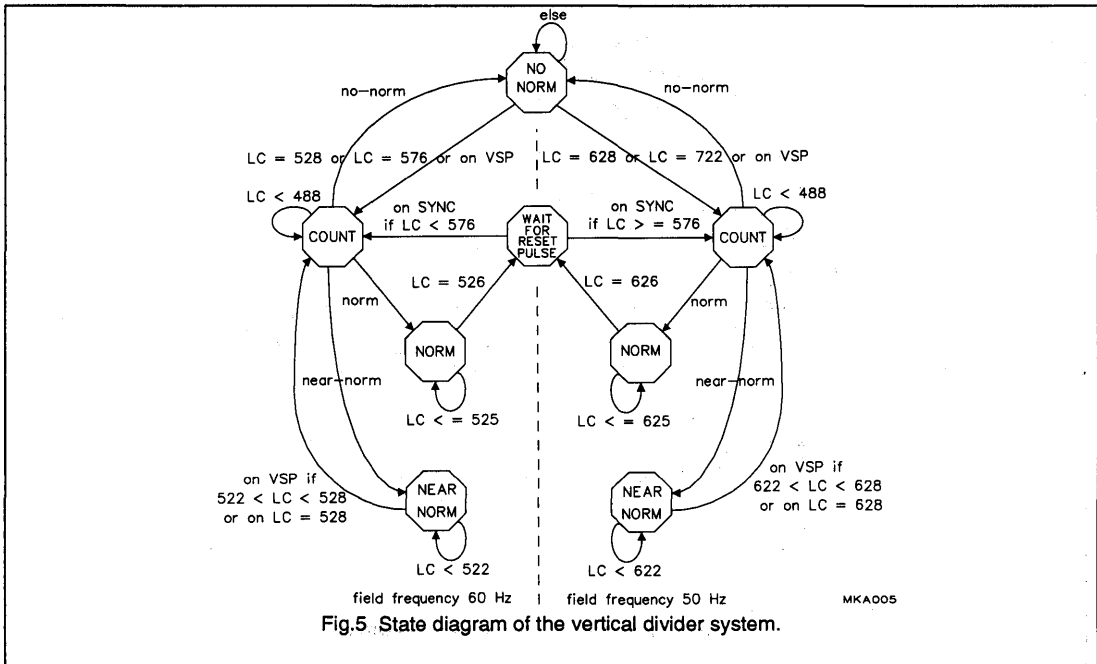 else
NO
NORM
no-norm
no-norm
LC = 528 or LC = 576 or on VSP
LC = 628 or LC = 722 or on VSP
LC < 488
LC < 488
on SYNC
if LC < 576
on SYNC
if LC > = 576
COUNT
WAIT
FOR
RESET
PULSE
COUNT
LC = 526
LC = 626
norm
norm
NORM
NORM
near-norm
near-norm
LC < = 525
LC < = 625
on VSP if
522 < LC < 528
or on LC = 528
NEAR
NORM
NEAR
NORM
on VSP if
622 < LC < 628
or on LC = 628
LC < 522
LC < 622
field frequency 60 Hz
field frequency 50 Hz
MKA005
Fig.5 State diagram of the vertical divider system.